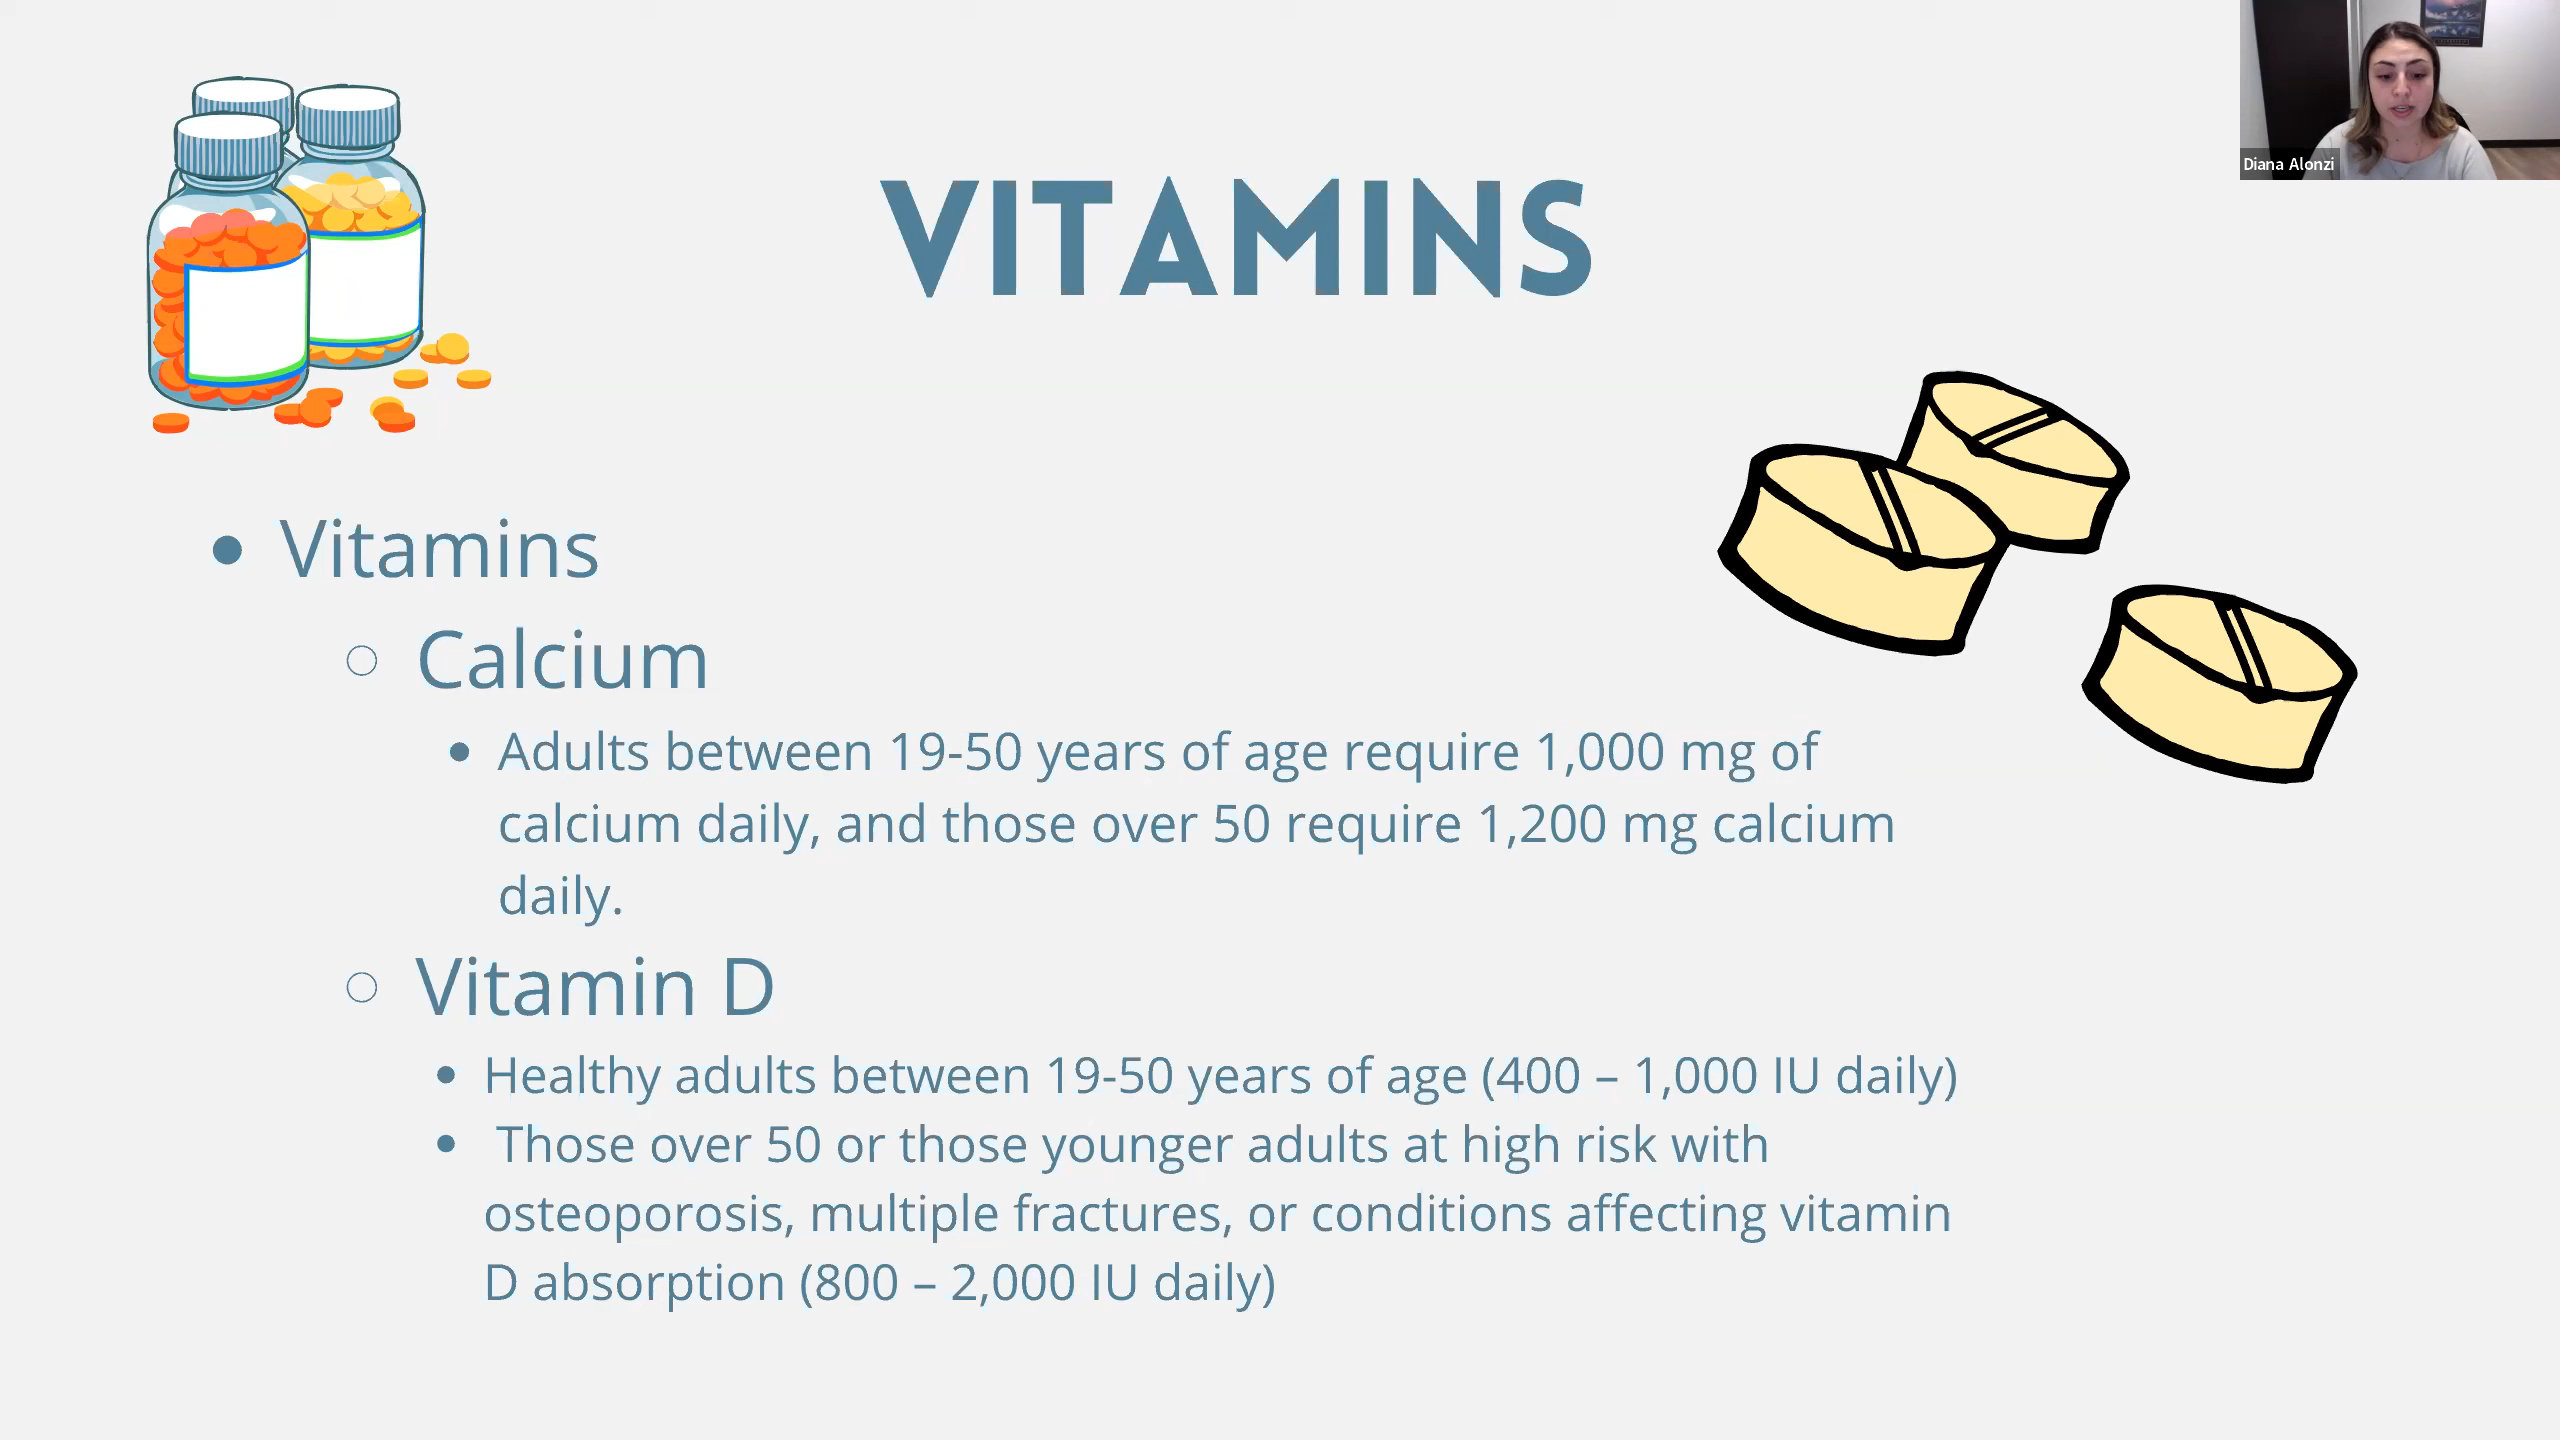 Diana Alonzi
VITAMINS
• Vitamins
○ Calcium
• Adults between 19-50 years of age require 1,000 mg of
calcium daily, and those over 50 require 1,200 mg calcium
daily.
○ Vitamin D
• Healthy adults between 19-50 years of age (400 – 1,000 IU daily)
• Those over 50 or those younger adults at high risk with
osteoporosis, multiple fractures, or conditions affecting vitamin
D absorption (800 – 2,000 IU daily)